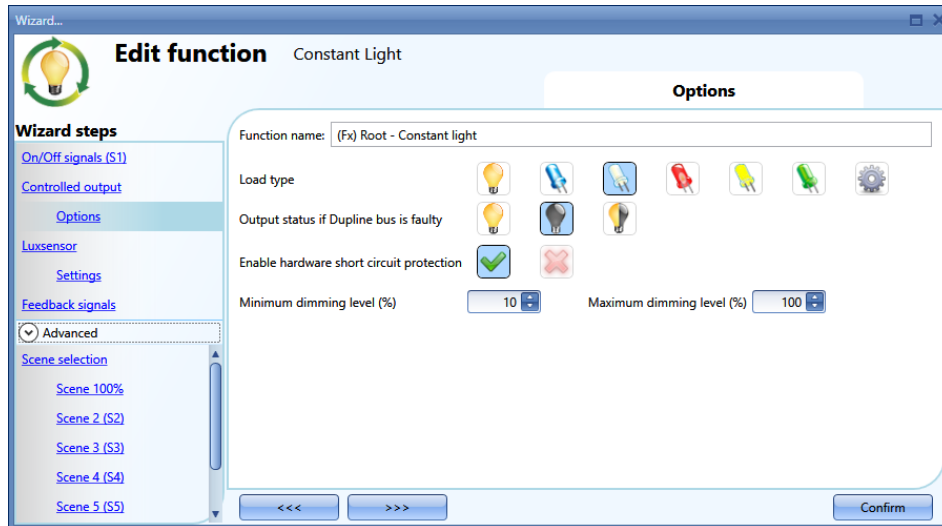 Wizard...
Edit function Constant Light
Options
Wizard steps
On/Off signals (S1)
Controlled output
Options
Luxsensor
Settings
Feedback signals
Advanced
Scene selection
Scene 100%
Scene 2 (S2)
Scene 3 (S3)
Scene 4 (S4)
Scene 5 (S5)
Function name: (Fx) Root - Constant light
Load type
Output status if Dupline bus is faulty
Enable hardware short circuit protection
Minimum dimming level (%) 10 Maximum dimming level (%) 100
<<< >>> Confirm